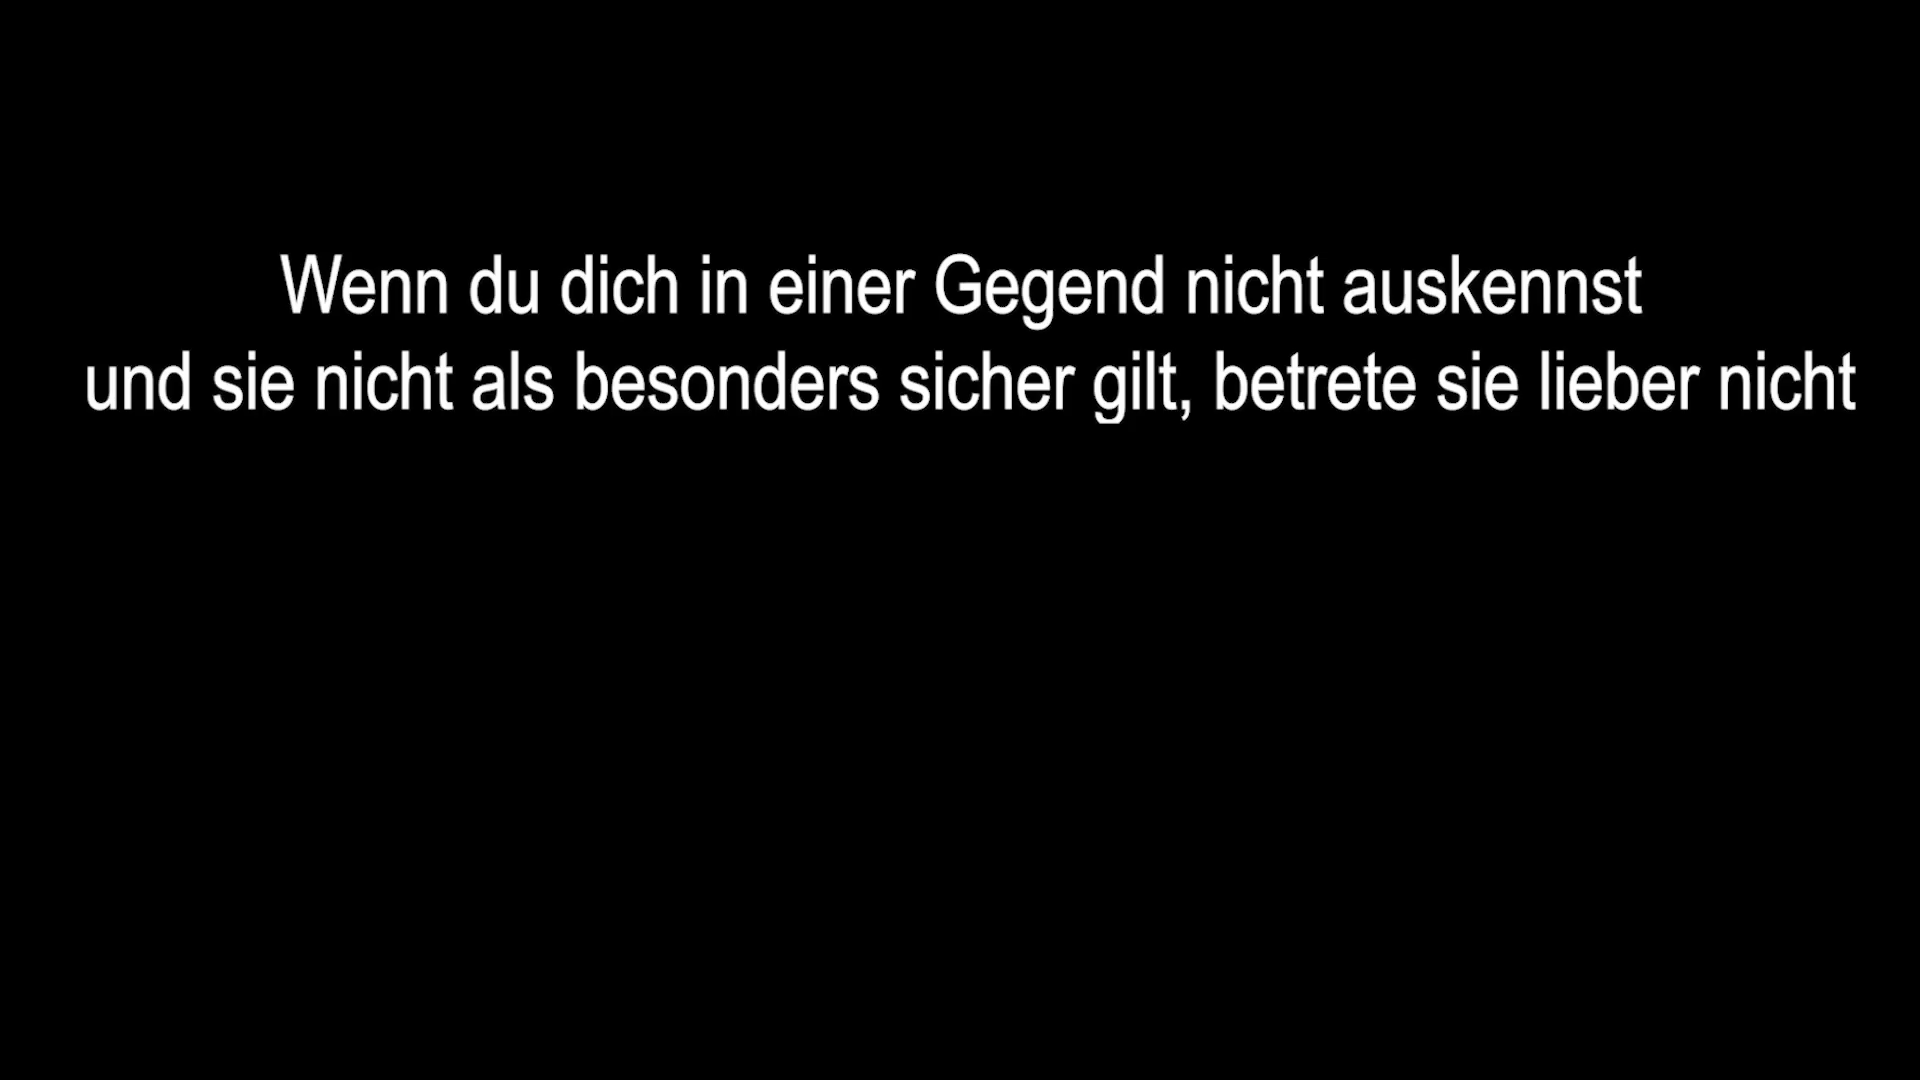 Wenn du dich in einer Gegend nicht auskennst
und sie nicht als besonders sicher gilt, betrete sie lieber nicht